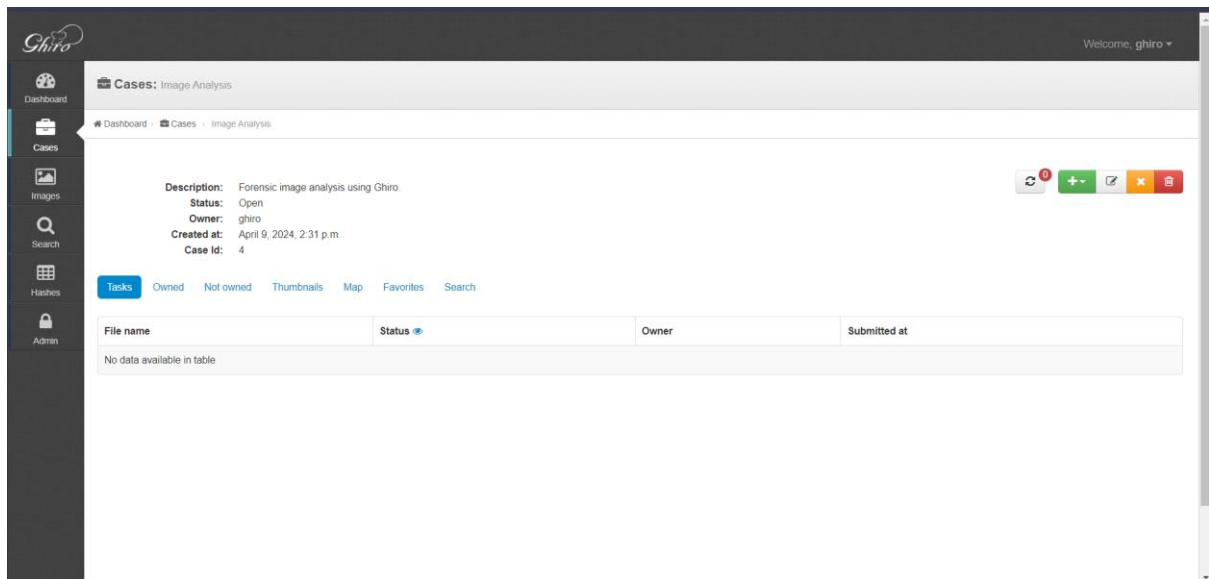 Ghiro
Welcome, ghiro
Dashboard
Cases
Images
Search
Hashes
Admin
Cases: Image Analysis
Dashboard Cases Image Analysis
Description: Forensic image analysis using Ghiro.
Status: Open
Owner: ghiro
Created at: April 9, 2024, 2:31 p.m.
Case Id: 4
0
Tasks Owned Not owned Thumbnails Map Favorites Search
File name Status Owner Submitted at
No data available in table